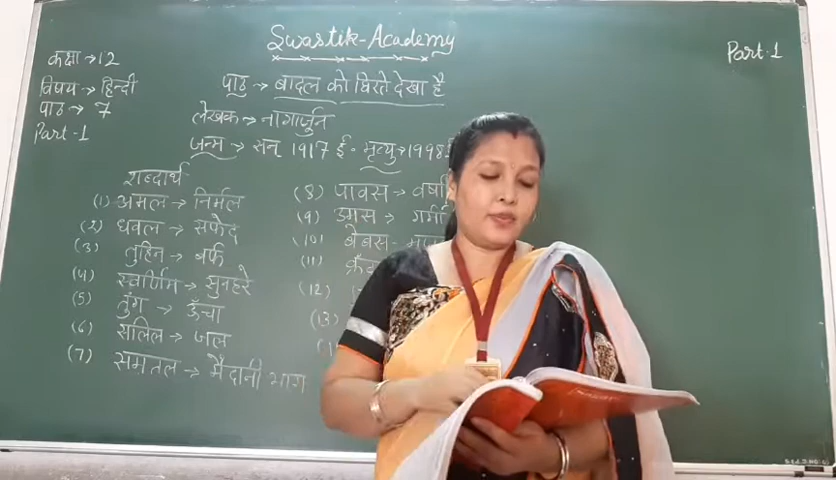 Swastik-Academy
Part-1
कक्षा → 12
विषय → हिन्दी
पाठ → 7
Part-1
पाठ → बादल को घिरते देखा है
लेखक → नागार्जुन
जन्म → सन् 1917 ई - मृत्यु → 1998
शब्दार्थ
(1) अमल → निर्मल
(2) धवल → सफेद
(3) तुहिन → बर्फ
(4) स्वर्णिम → सुनहरे
(5) तुंग → ऊँचा
(6) सलिल → जल
(7) समतल → मैदानी भाग
(8) पावस → वर्षा
(9) उमस → गर्मी
(10) बेबस -
(11)
(12)
(13)